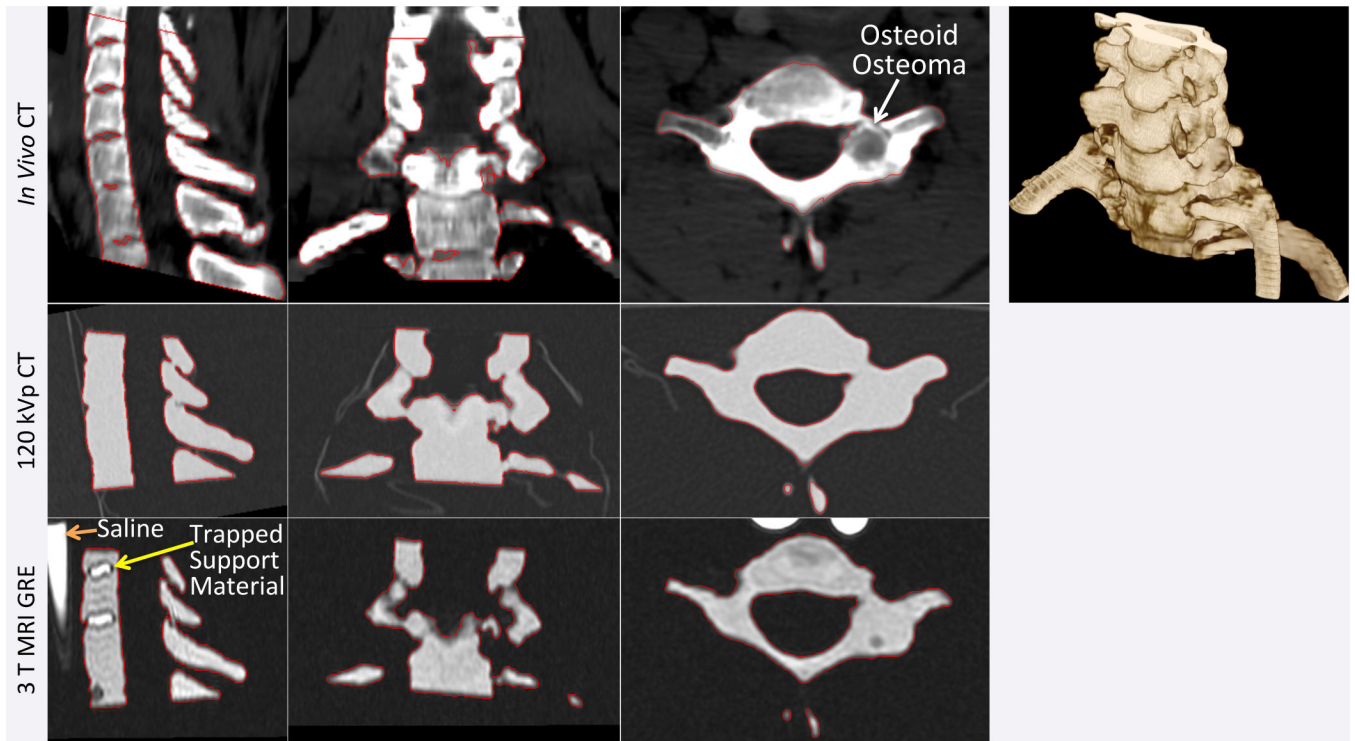 In Vivo CT
Osteoid
Osteoma
120 kVp CT
3 T MRI GRE
Saline
Trapped
Support
Material